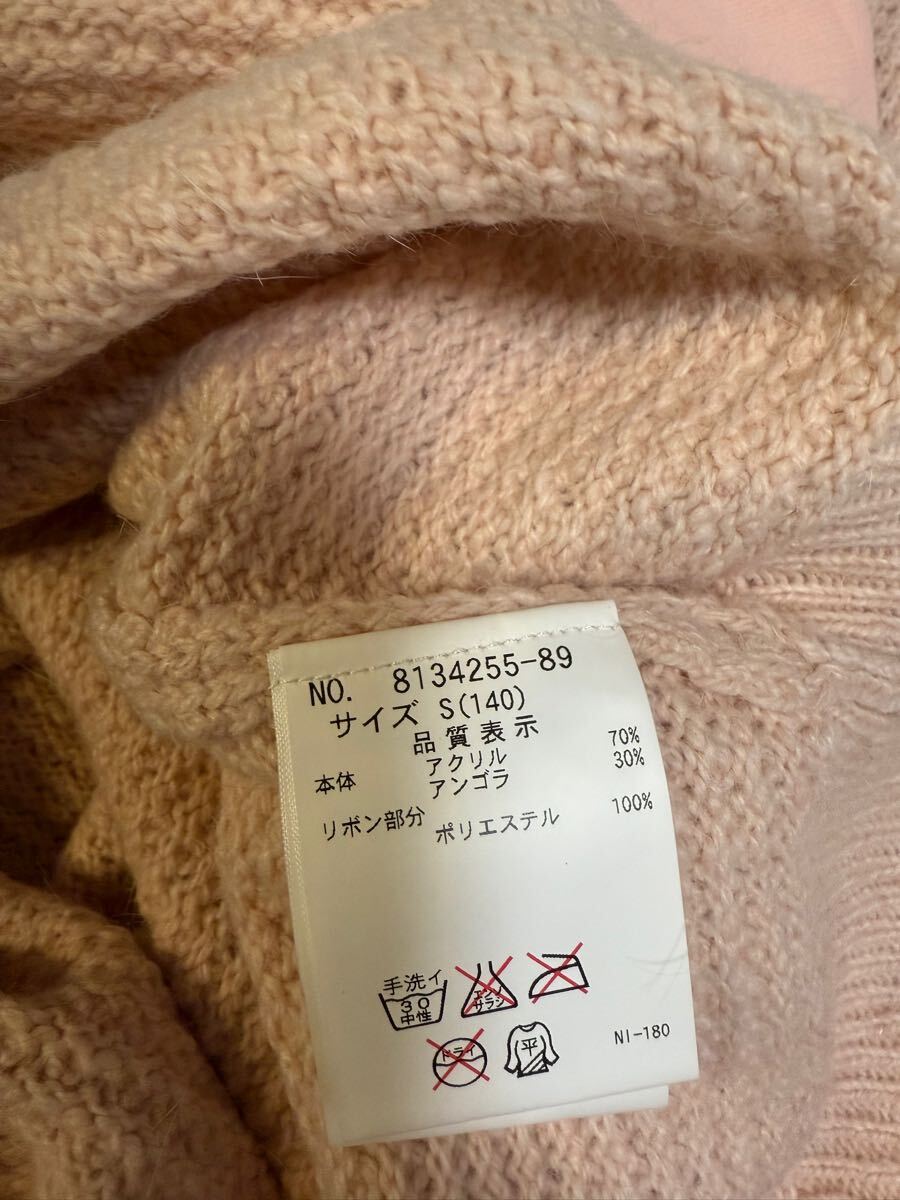 NO. 8134255-89
サイズ S(140)
品質表示
本体 アクリル 70%
アンゴラ 30%
リボン部分 ポリエステル 100%
手洗イ
30
中性
エンソ
サラシ
ドライ
平
NI-180